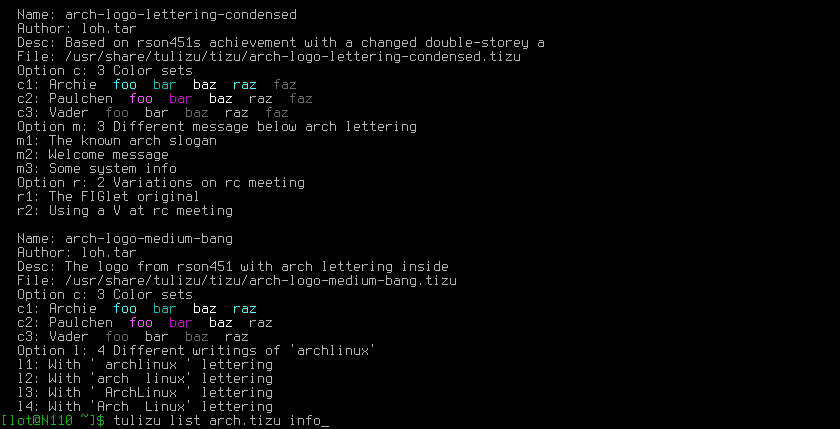 Name: arch-logo-lettering-condensed
Author: loh.tar
Desc: Based on rson451s achievement with a changed double-storey a
File: /usr/share/tulizu/tizu/arch-logo-lettering-condensed.tizu
Option c: 3 Color sets
c1: Archie  foo  bar  baz  raz  faz
c2: Paulchen  foo  bar  baz  raz  faz
c3: Vader  foo  bar  baz  raz  faz
Option m: 3 Different message below arch lettering
m1: The known arch slogan
m2: Welcome message
m3: Some system info
Option r: 2 Variations on rc meeting
r1: The FIGlet original
r2: Using a V at rc meeting
Name: arch-logo-medium-bang
Author: loh.tar
Desc: The logo from rson451 with arch lettering inside
File: /usr/share/tulizu/tizu/arch-logo-medium-bang.tizu
Option c: 3 Color sets
c1: Archie  foo  bar  baz  raz
c2: Paulchen  foo  bar  baz  raz
c3: Vader  foo  bar  baz  raz
Option l: 4 Different writings of 'archlinux'
l1: With ' archlinux ' lettering
l2: With 'arch  linux' lettering
l3: With ' ArchLinux ' lettering
l4: With 'Arch  Linux' lettering
[lot@N110 ~]$ tulizu list arch.tizu info_